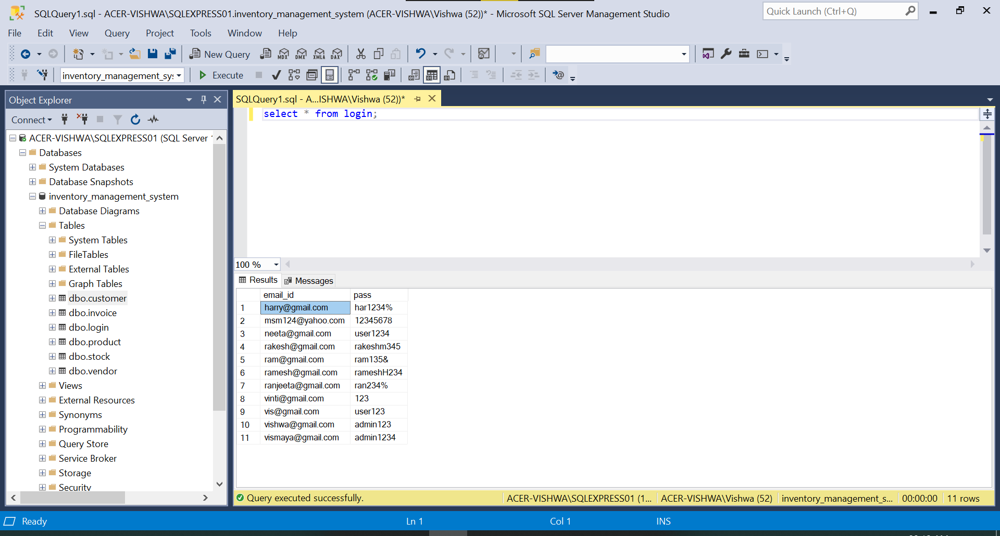 SQLQuery1.sql - ACER-VISHWA\SQLEXPRESS01.inventory_management_system (ACER-VISHWA\Vishwa (52))* - Microsoft SQL Server Management Studio
Quick Launch (Ctrl+Q)
File Edit View Query Project Tools Window Help
New Query MDX DMX XMLA DAX
inventory_management_sy Execute
Object Explorer
SQLQuery1.sql - A...ISHWA\Vishwa (52))*
Connect
select * from login;
ACER-VISHWA\SQLEXPRESS01 (SQL Server
Databases
System Databases
Database Snapshots
inventory_management_system
Database Diagrams
Tables
System Tables
FileTables
External Tables
Graph Tables
dbo.customer
dbo.invoice
dbo.login
dbo.product
dbo.stock
dbo.vendor
Views
External Resources
Synonyms
Programmability
Query Store
Service Broker
Storage
Security
100 %
Results Messages
email_id pass
1 harry@gmail.com har1234%
2 msm124@yahoo.com 12345678
3 neeta@gmail.com user1234
4 rakesh@gmail.com rakeshm345
5 ram@gmail.com ram135&
6 ramesh@gmail.com rameshH234
7 ranjeeta@gmail.com ran234%
8 vinti@gmail.com 123
9 vis@gmail.com user123
10 vishwa@gmail.com admin123
11 vismaya@gmail.com admin1234
Query executed successfully. ACER-VISHWA\SQLEXPRESS01 (1... ACER-VISHWA\Vishwa (52) inventory_management_s... 00:00:00 11 rows
Ready Ln 1 Col 1 INS